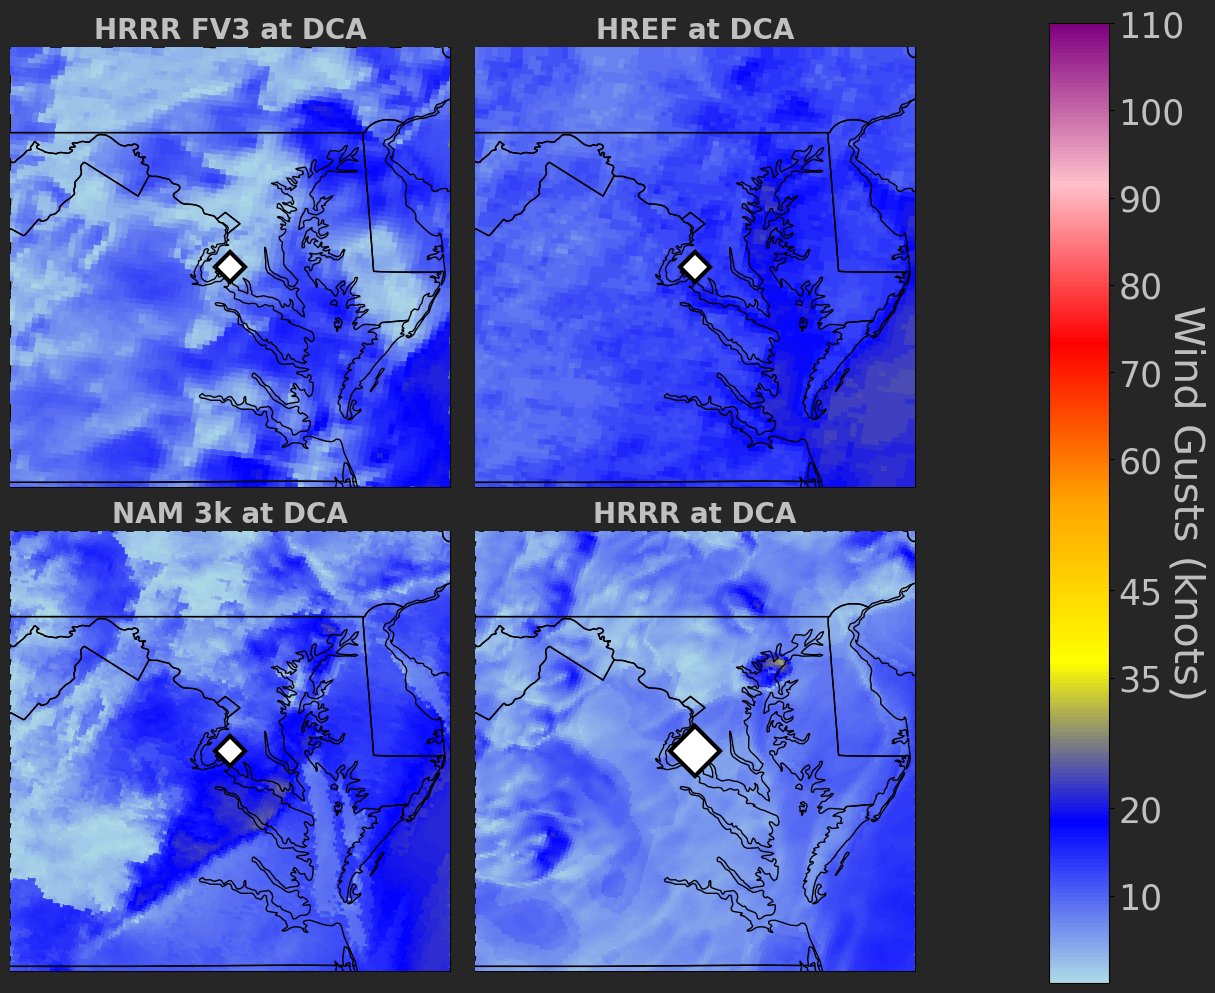 HRRR FV3 at DCA
HREF at DCA
NAM 3k at DCA
HRRR at DCA
110
100
90
80
70
60
45
35
20
10
Wind Gusts (knots)